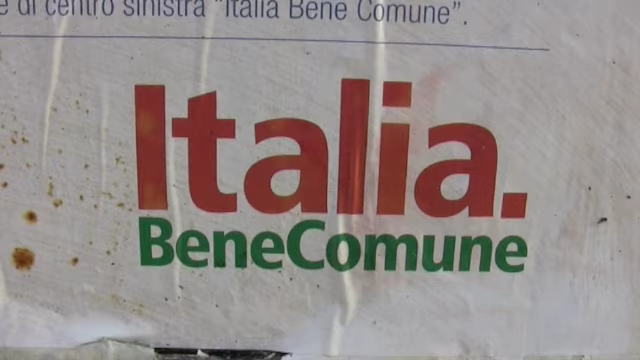 di centro sinistra "Italia Bene Comune".
Italia.
BeneComune